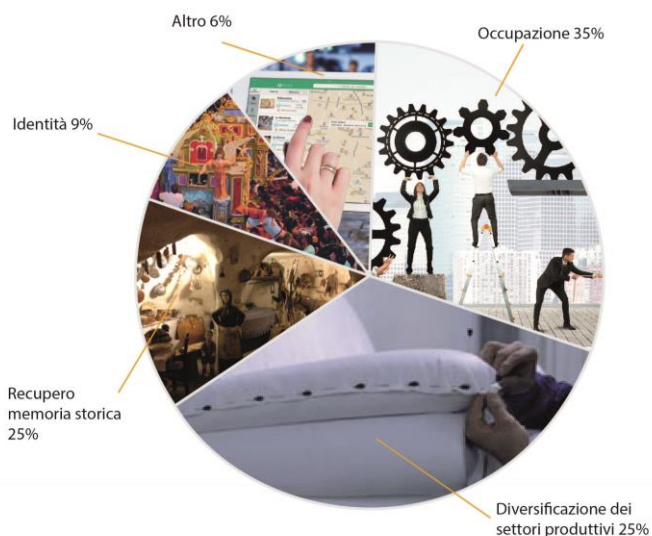 Altro 6%
Occupazione 35%
Identità 9%
Recupero
memoria storica
25%
Diversificazione dei
settori produttivi 25%